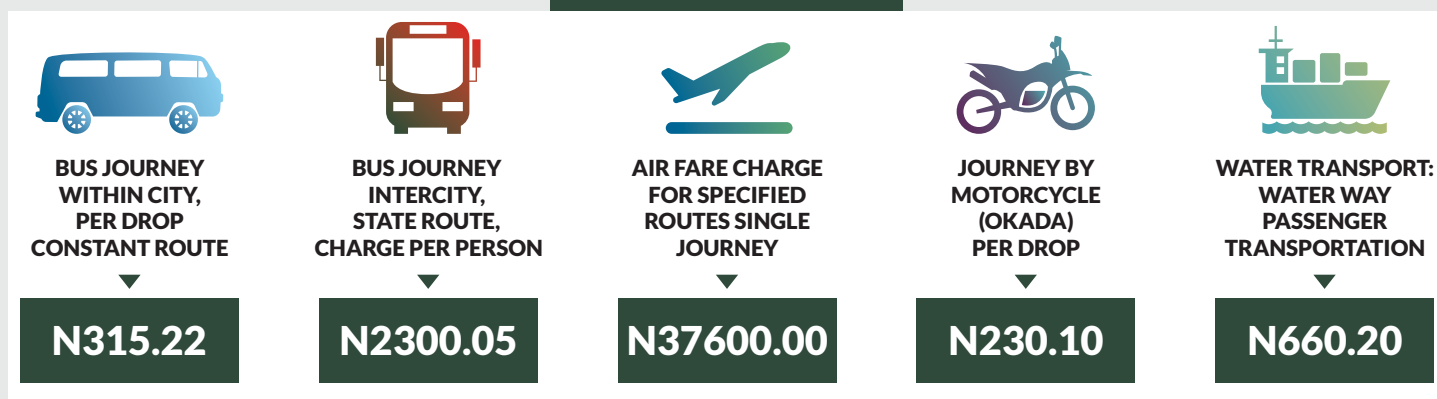 BUS JOURNEY
WITHIN CITY,
PER DROP
CONSTANT ROUTE
N315.22
BUS JOURNEY
INTERCITY,
STATE ROUTE,
CHARGE PER PERSON
N2300.05
AIR FARE CHARGE
FOR SPECIFIED
ROUTES SINGLE
JOURNEY
N37600.00
JOURNEY BY
MOTORCYCLE
(OKADA)
PER DROP
N230.10
WATER TRANSPORT:
WATER WAY
PASSENGER
TRANSPORTATION
N660.20